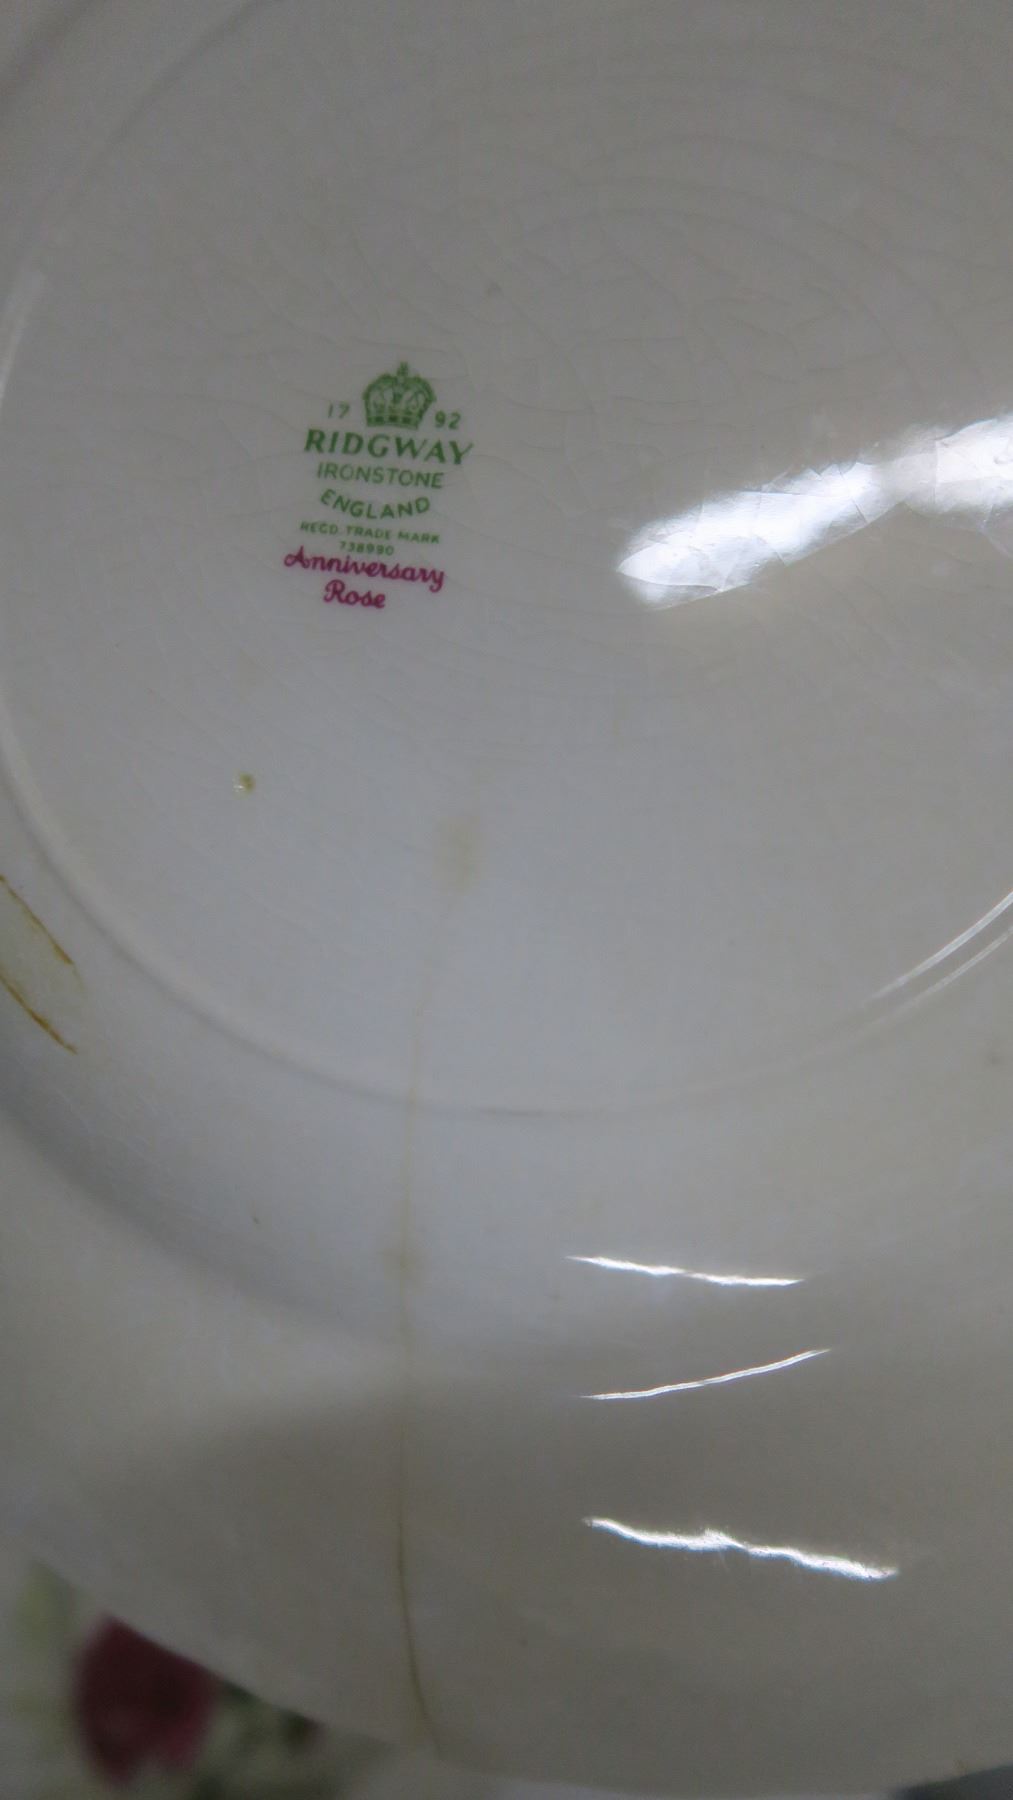 17 92
RIDGWAY
IRONSTONE
ENGLAND
REGD. TRADE MARK
738990
Anniversary
Rose